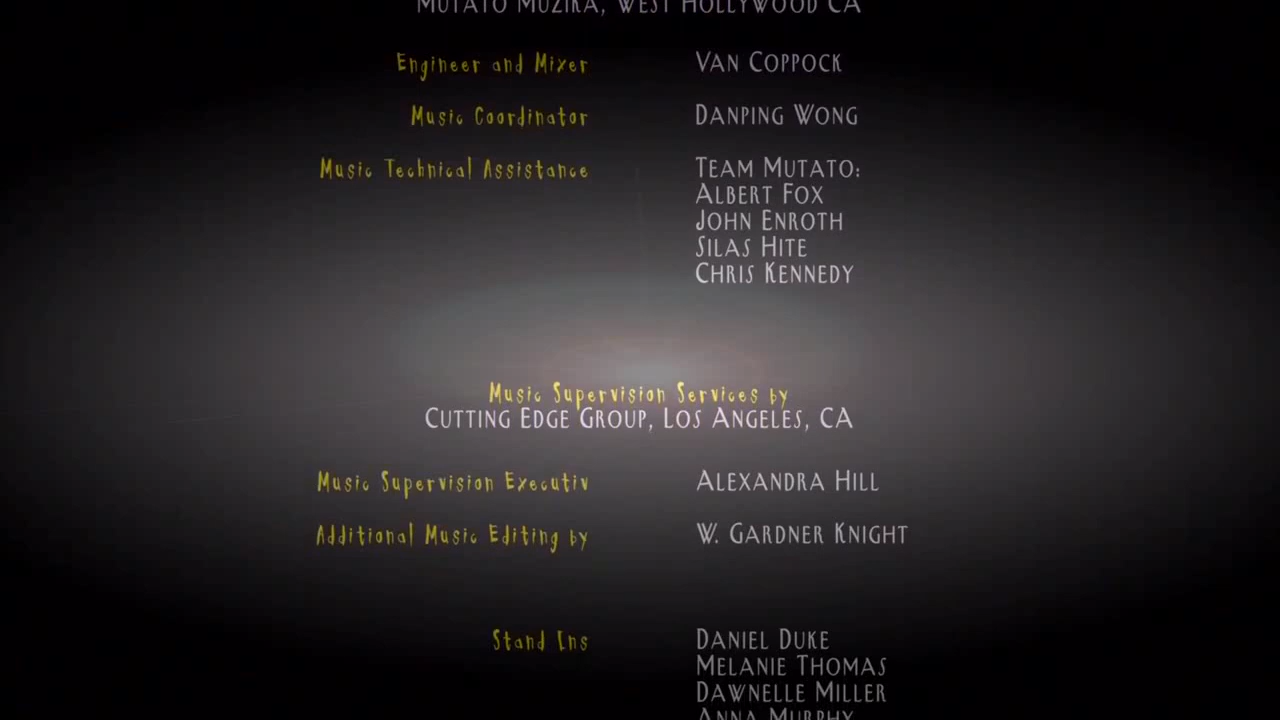 MUTATO MUZIKA, WEST HOLLYWOOD CA
Engineer and Mixer VAN COPPOCK
Music Coordinator DANPING WONG
Music Technical Assistance TEAM MUTATO:
ALBERT FOX
JOHN ENROTH
SILAS HITE
CHRIS KENNEDY
Music Supervision Services by
CUTTING EDGE GROUP, LOS ANGELES, CA
Music Supervision Executiv ALEXANDRA HILL
Additional Music Editing by W. GARDNER KNIGHT
Stand Ins DANIEL DUKE
MELANIE THOMAS
DAWNELLE MILLER
ANNA MURPHY